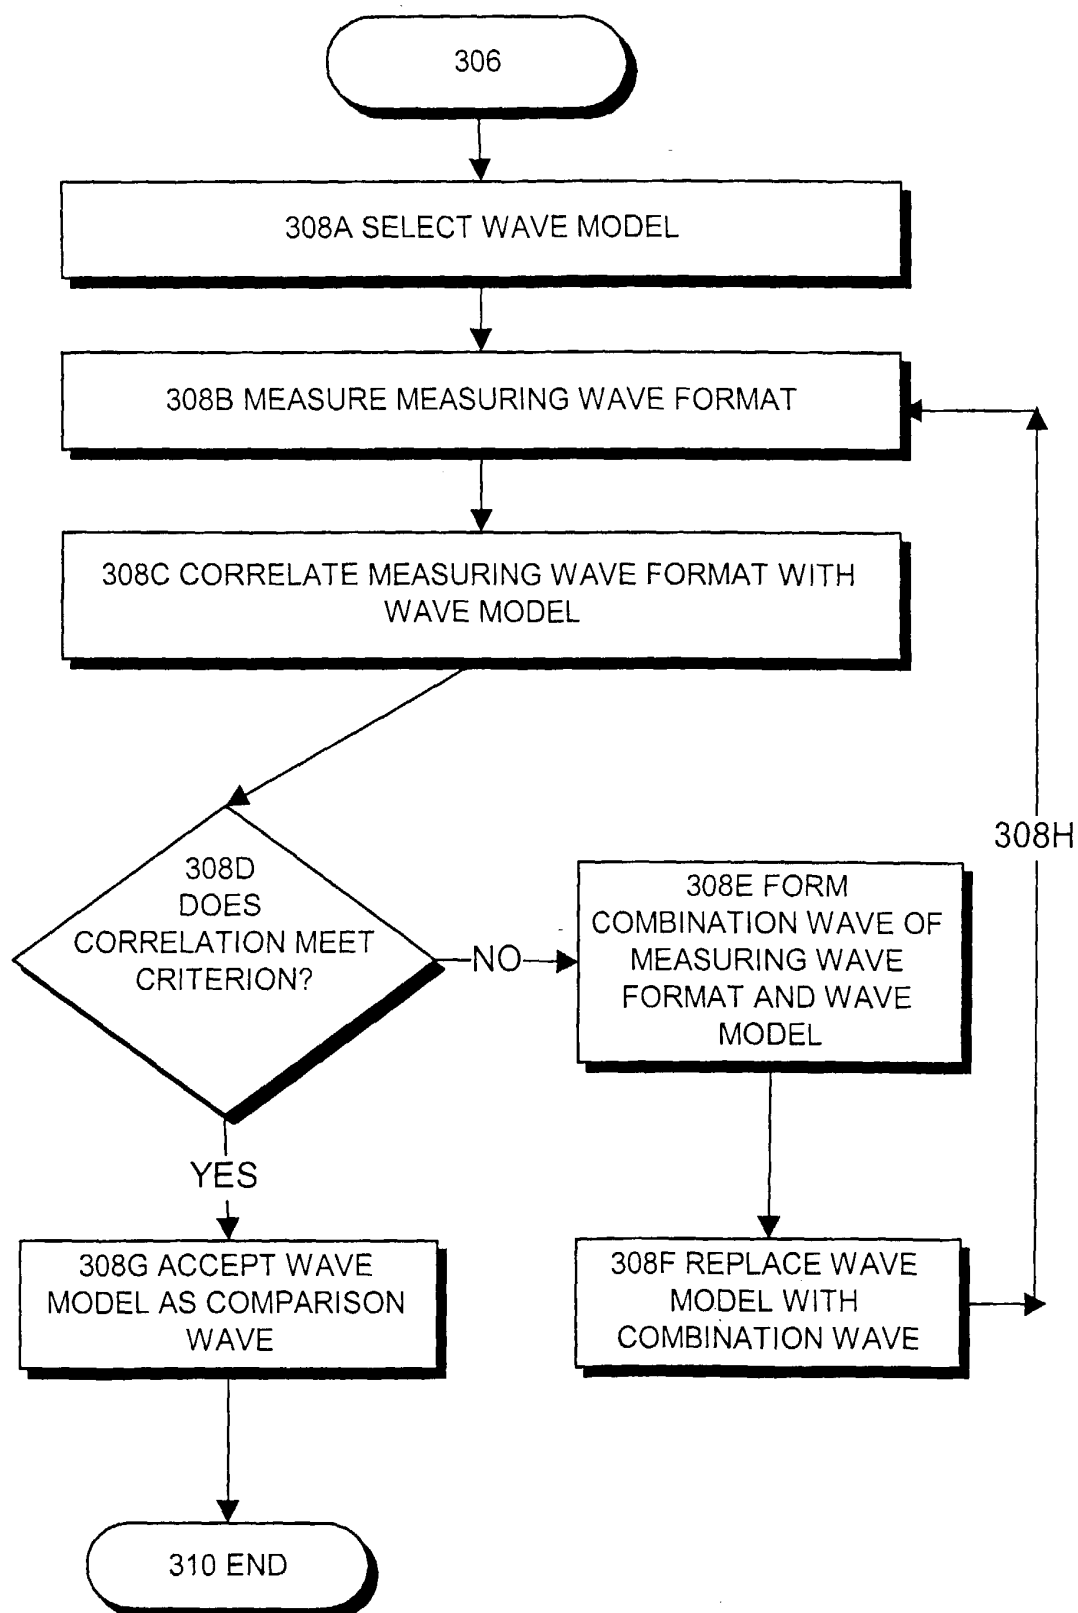 306
308A SELECT WAVE MODEL
308B MEASURE MEASURING WAVE FORMAT
308C CORRELATE MEASURING WAVE FORMAT WITH
WAVE MODEL
308D
DOES
CORRELATION MEET
CRITERION?
NO
308E FORM
COMBINATION WAVE OF
MEASURING WAVE
FORMAT AND WAVE
MODEL
308H
YES
308G ACCEPT WAVE
MODEL AS COMPARISON
WAVE
308F REPLACE WAVE
MODEL WITH
COMBINATION WAVE
310 END